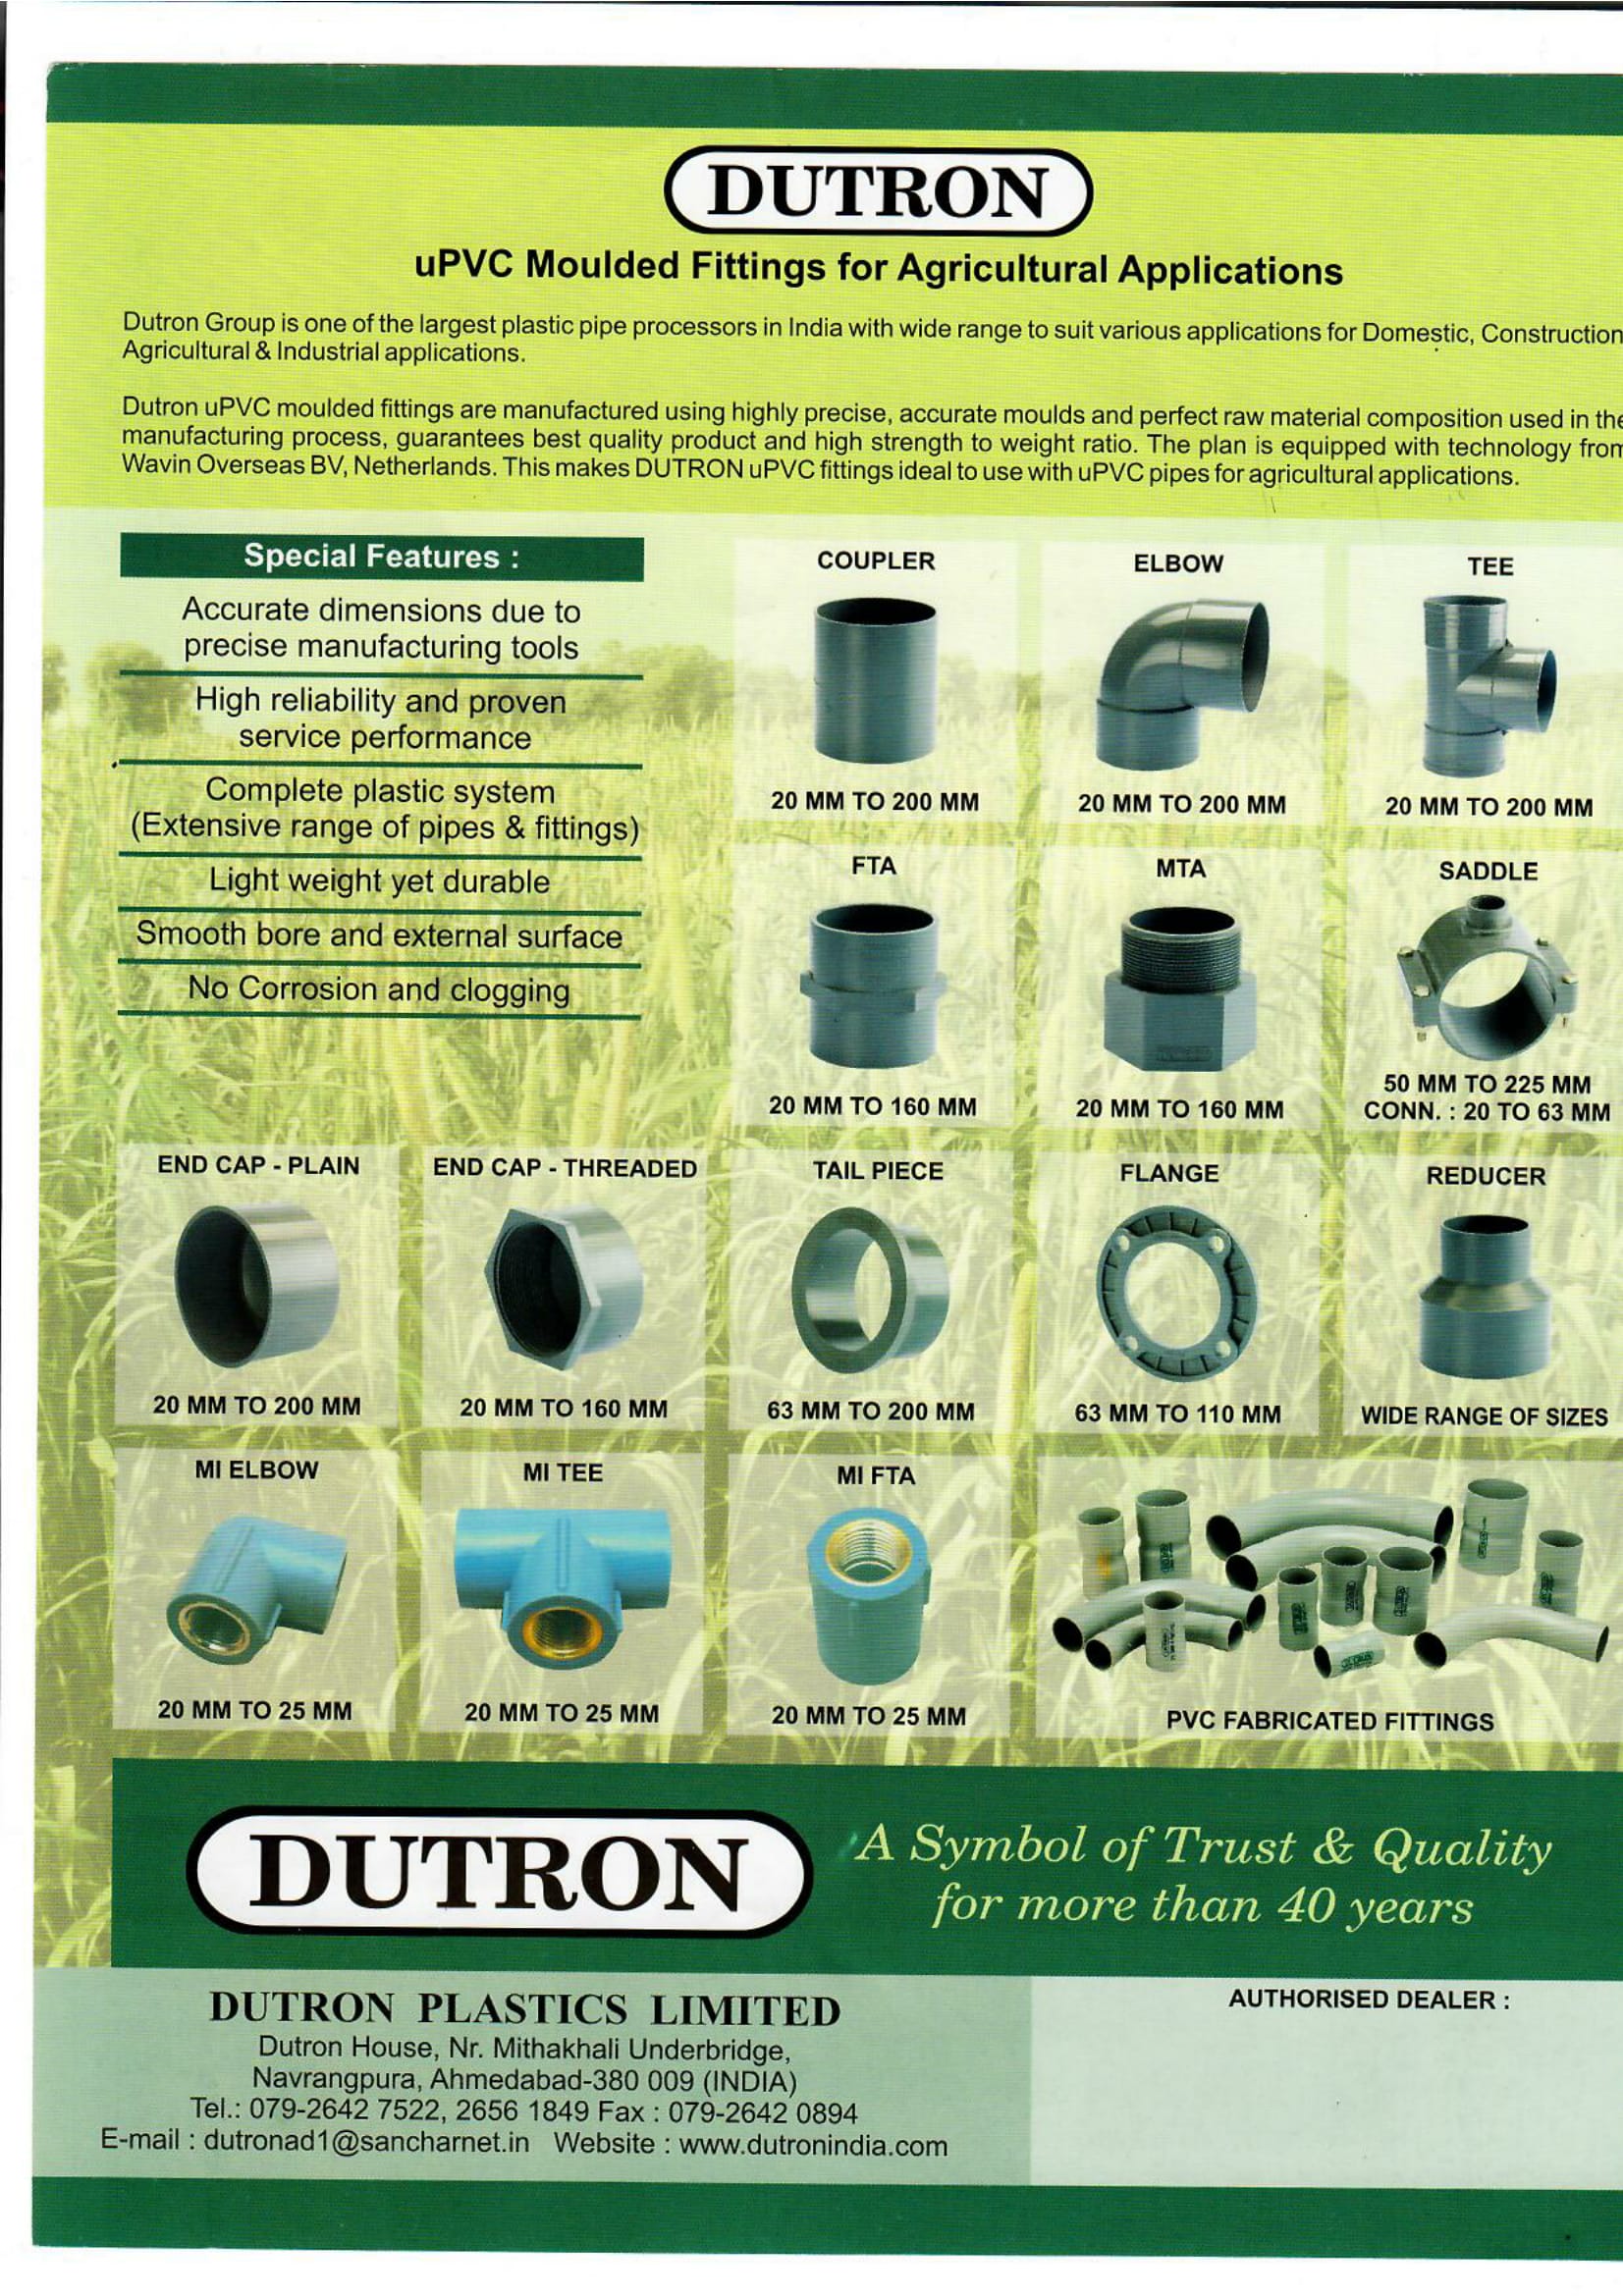 DUTRON
uPVC Moulded Fittings for Agricultural Applications
Dutron Group is one of the largest plastic pipe processors in India with wide range to suit various applications for Domestic, Construction
Agricultural & Industrial applications.
Dutron uPVC moulded fittings are manufactured using highly precise, accurate moulds and perfect raw material composition used in the
manufacturing process, guarantees best quality product and high strength to weight ratio. The plan is equipped with technology from
Wavin Overseas BV, Netherlands. This makes DUTRON uPVC fittings ideal to use with uPVC pipes for agricultural applications.
Special Features :
Accurate dimensions due to
precise manufacturing tools
High reliability and proven
service performance
Complete plastic system
(Extensive range of pipes & fittings)
Light weight yet durable
Smooth bore and external surface
No Corrosion and clogging
COUPLER
20 MM TO 200 MM
ELBOW
20 MM TO 200 MM
TEE
20 MM TO 200 MM
FTA
20 MM TO 160 MM
MTA
20 MM TO 160 MM
SADDLE
50 MM TO 225 MM
CONN. : 20 TO 63 MM
END CAP - PLAIN
20 MM TO 200 MM
END CAP - THREADED
20 MM TO 160 MM
TAIL PIECE
63 MM TO 200 MM
FLANGE
63 MM TO 110 MM
REDUCER
WIDE RANGE OF SIZES
MI ELBOW
20 MM TO 25 MM
MI TEE
20 MM TO 25 MM
MI FTA
20 MM TO 25 MM
PVC FABRICATED FITTINGS
DUTRON
A Symbol of Trust & Quality
for more than 40 years
DUTRON PLASTICS LIMITED
Dutron House, Nr. Mithakhali Underbridge,
Navrangpura, Ahmedabad-380 009 (INDIA)
Tel.: 079-2642 7522, 2656 1849 Fax : 079-2642 0894
E-mail : dutronad1@sancharnet.in Website : www.dutronindia.com
AUTHORISED DEALER :